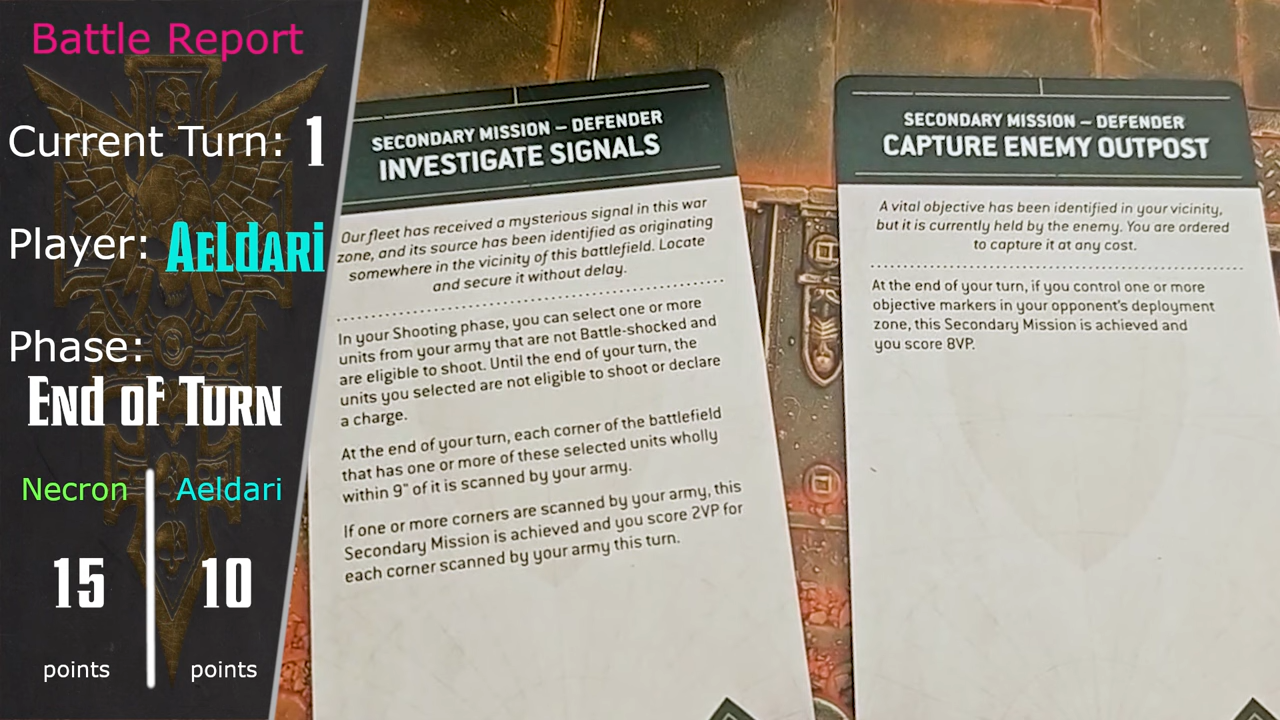 Battle Report
Current Turn: 1
Player: Aeldari
Phase:
End of Turn
Necron
Aeldari
15
10
points
points
SECONDARY MISSION – DEFENDER
INVESTIGATE SIGNALS
Our fleet has received a mysterious signal in this war
zone, and its source has been identified as originating
somewhere in the vicinity of this battlefield. Locate
and secure it without delay.
In your Shooting phase, you can select one or more
units from your army that are not Battle-shocked and
are eligible to shoot. Until the end of your turn, the
units you selected are not eligible to shoot or declare
a charge.
At the end of your turn, each corner of the battlefield
that has one or more of these selected units wholly
within 9" of it is scanned by your army.
If one or more corners are scanned by your army, this
Secondary Mission is achieved and you score 2VP for
each corner scanned by your army this turn.
SECONDARY MISSION – DEFENDER
CAPTURE ENEMY OUTPOST
A vital objective has been identified in your vicinity,
but it is currently held by the enemy. You are ordered
to capture it at any cost.
At the end of your turn, if you control one or more
objective markers in your opponent's deployment
zone, this Secondary Mission is achieved and
you score 8VP.